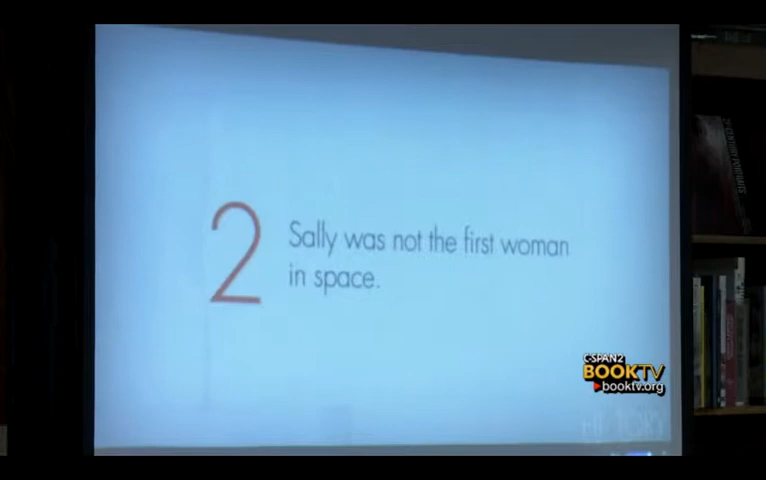 2
Sally was not the first woman
in space.
C-SPAN2
BOOKTV
booktv.org